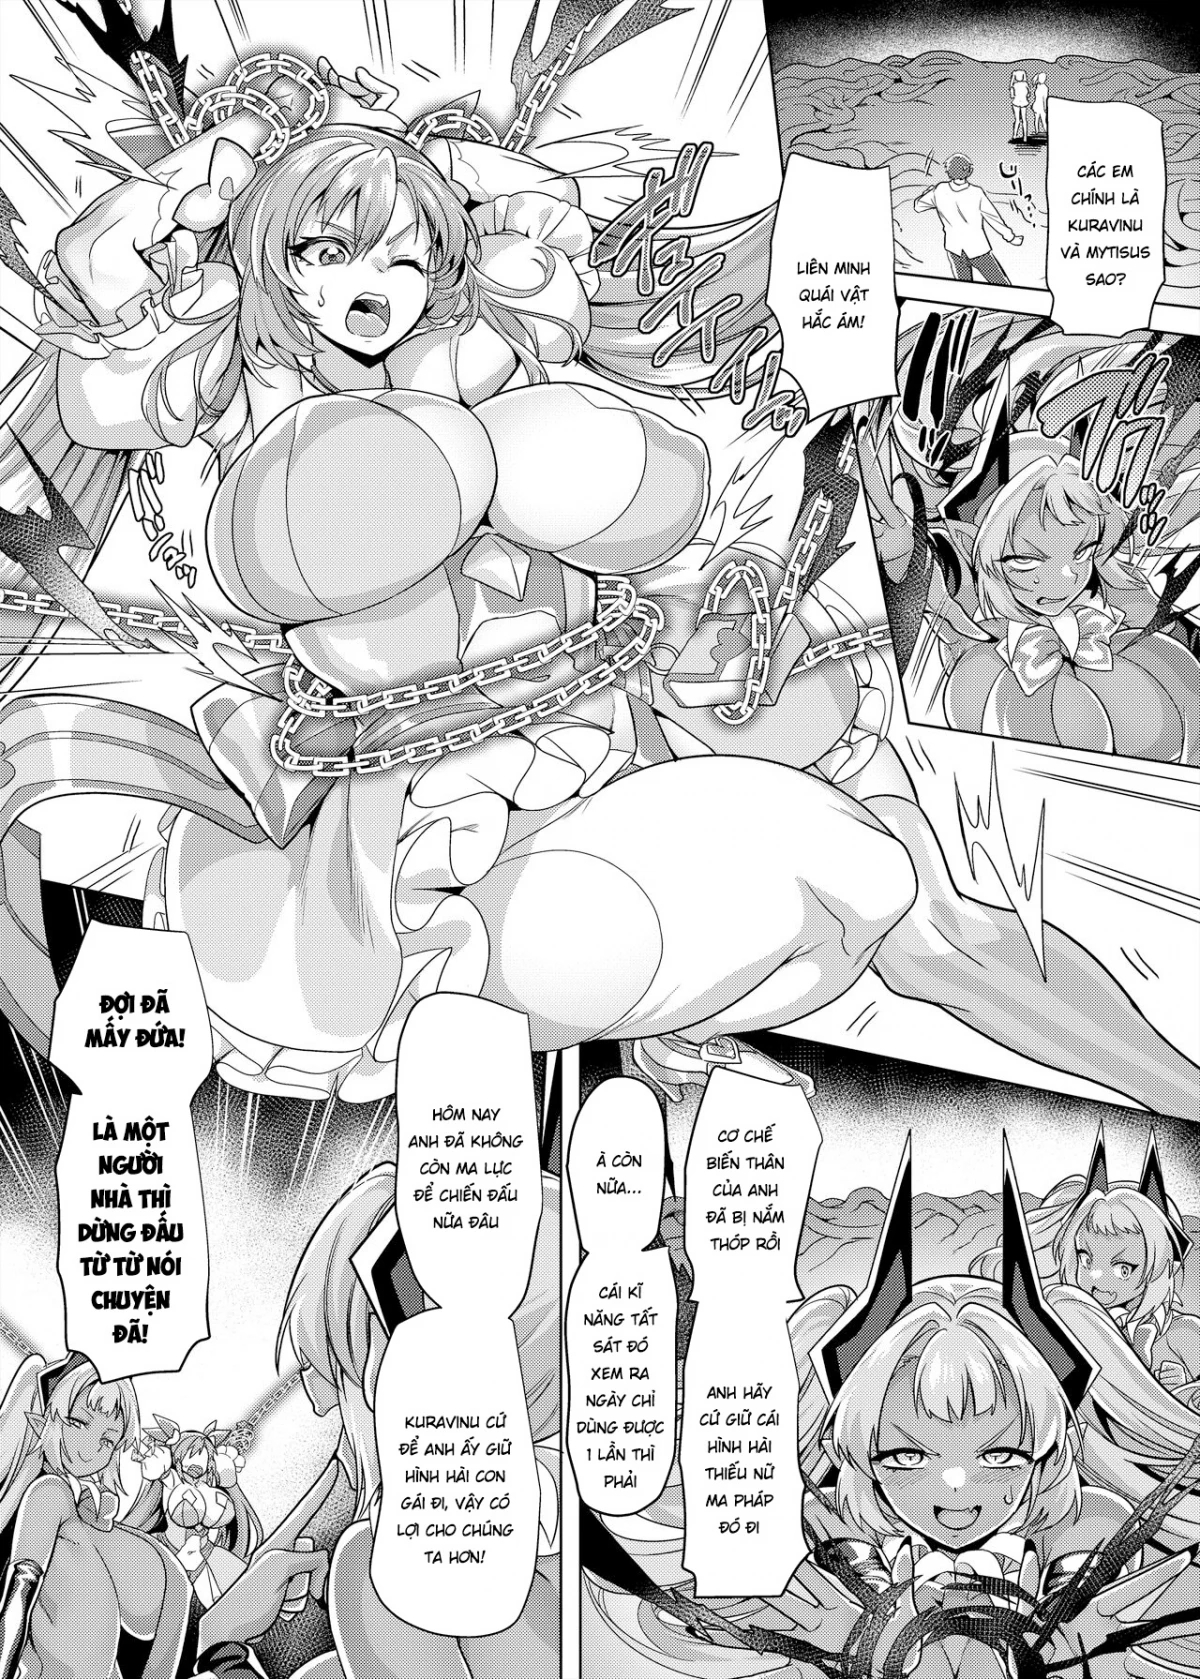 CÁC EM
CHÍNH LÀ
KURAVINU
VÀ MYTISUS
SAO?
LIÊN MINH
QUÁI VẬT
HẮC ÁM!
CƠ CHẾ
BIẾN THÂN
CỦA ANH
ĐÃ BỊ NẮM
THÓP RỒI
ANH HÃY
CỨ GIỮ CÁI
HÌNH HÀI
THIẾU NỮ
MA PHÁP
ĐÓ ĐI
À CÒN
NỮA...
CÁI KĨ
NĂNG TẤT
SÁT ĐÓ
XEM RA
NGÀY CHỈ
DÙNG ĐƯỢC
1 LẦN THÌ
PHẢI
HÔM NAY
ANH ĐÃ KHÔNG
CÒN MA LỰC
ĐỂ CHIẾN ĐẤU
NỮA ĐÂU
KURAVINU CỨ
ĐỂ ANH ẤY GIỮ
HÌNH HÀI CON
GÁI ĐI, VẬY CÓ
LỢI CHO CHÚNG
TA HƠN!
ĐỢI ĐÃ
MẤY ĐỨA!
LÀ MỘT
NGƯỜI
NHÀ THÌ
DỪNG ĐẤU
TỪ TỪ NÓI
CHUYỆN
ĐÃ!